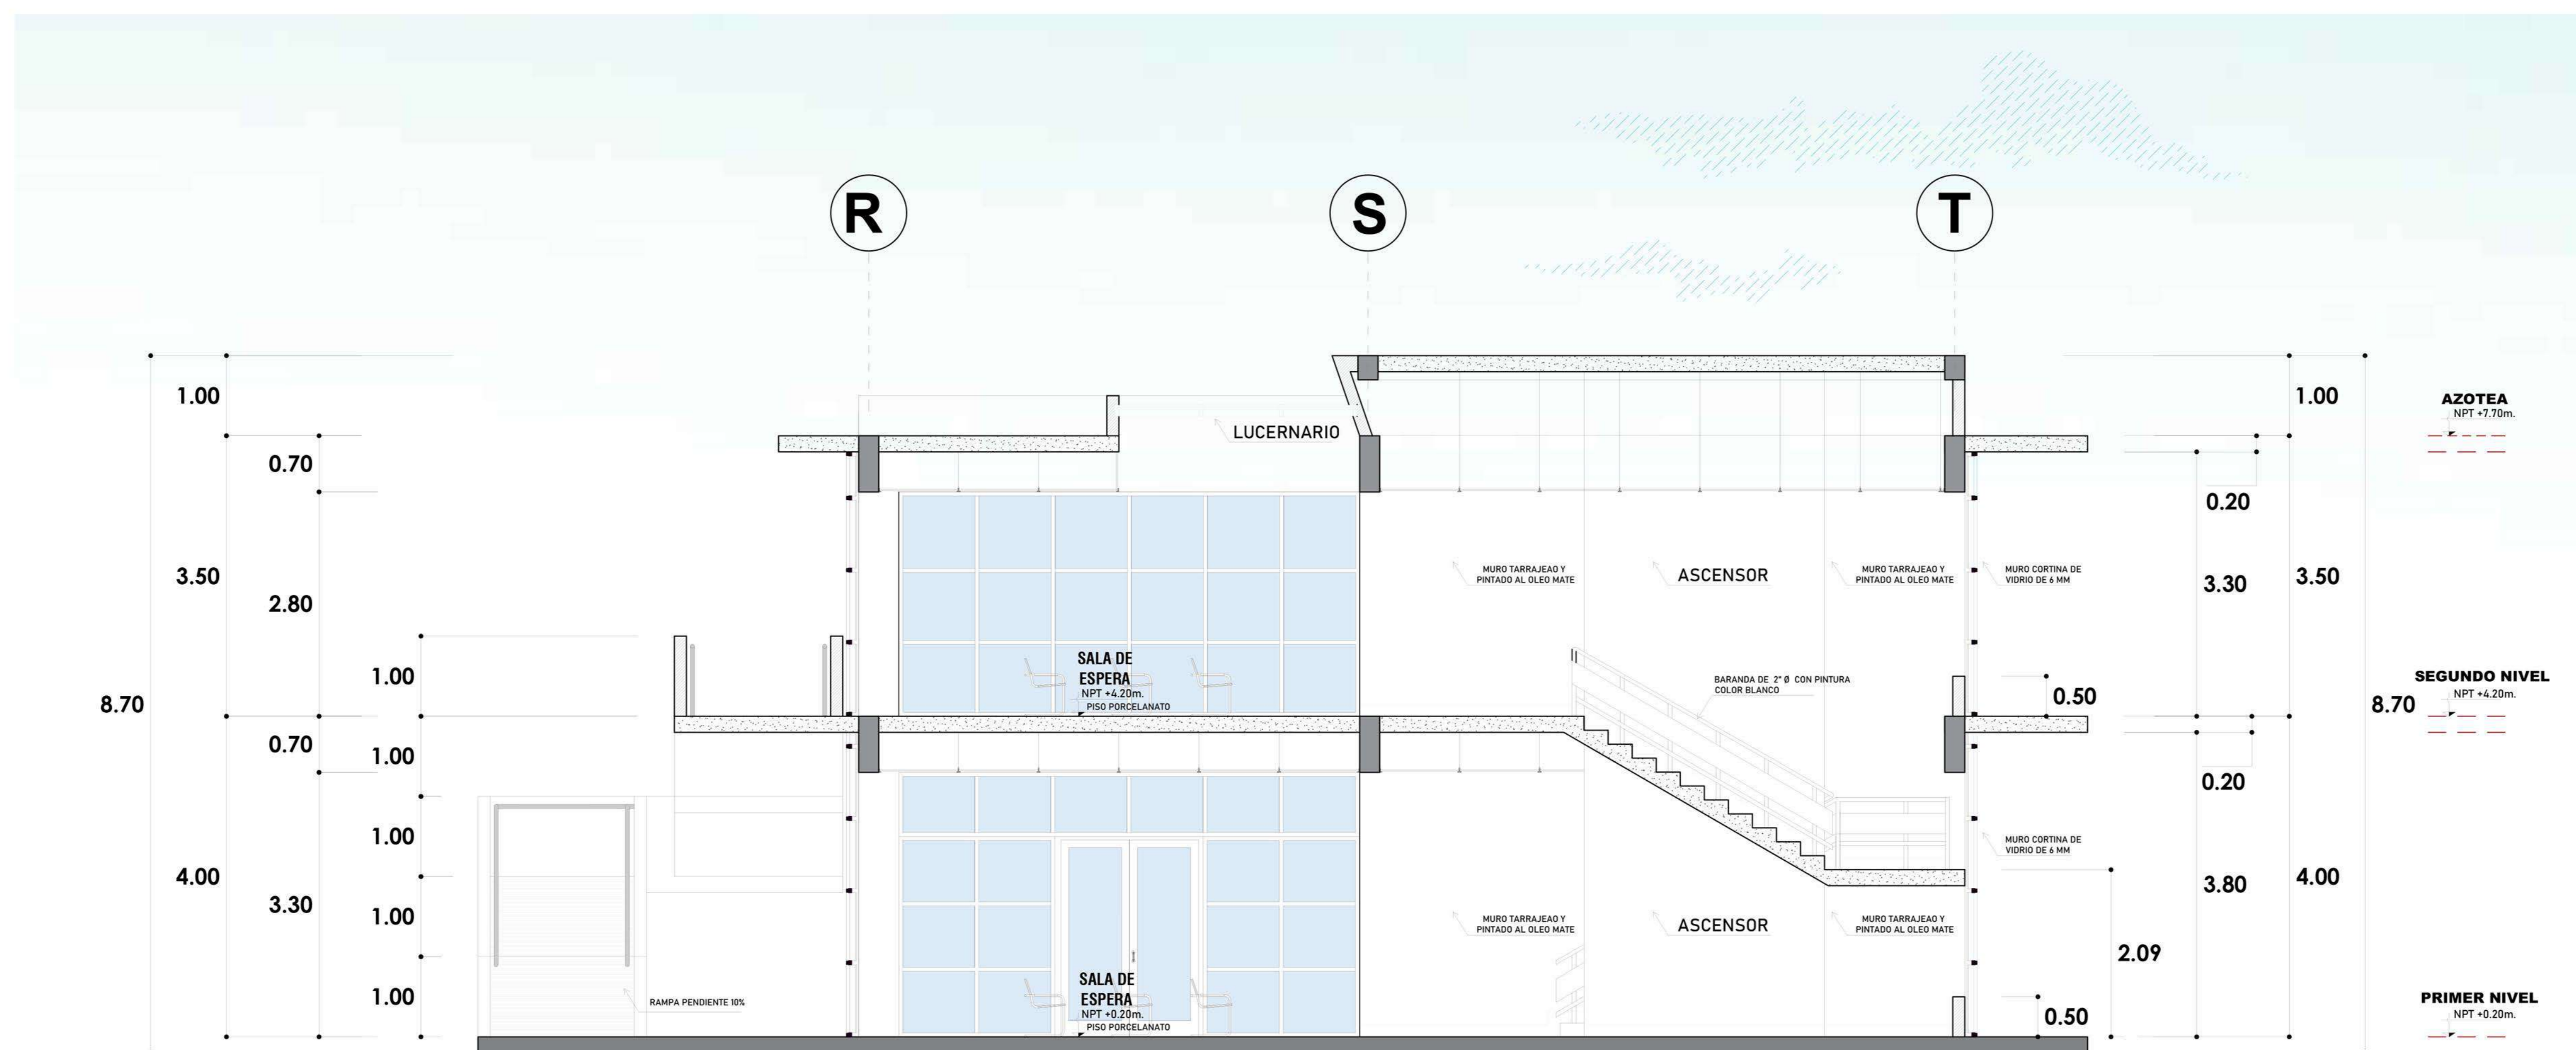 R
S
T
1.00
1.00
AZOTEA
NPT +7.70m.
LUCERNARIO
0.70
0.20
3.50
2.80
MURO TARRAJEAO Y
PINTADO AL OLEO MATE
ASCENSOR
MURO TARRAJEAO Y
PINTADO AL OLEO MATE
MURO CORTINA DE
VIDRIO DE 6 MM
3.30
3.50
1.00
SALA DE
ESPERA
NPT +4.20m.
PISO PORCELANATO
BARANDA DE 2" Ø CON PINTURA
COLOR BLANCO
0.50
SEGUNDO NIVEL
NPT +4.20m.
8.70
8.70
0.70
1.00
0.20
1.00
MURO CORTINA DE
VIDRIO DE 6 MM
4.00
3.30
3.80
4.00
1.00
MURO TARRAJEAO Y
PINTADO AL OLEO MATE
ASCENSOR
MURO TARRAJEAO Y
PINTADO AL OLEO MATE
2.09
1.00
RAMPA PENDIENTE 10%
SALA DE
ESPERA
NPT +0.20m.
PISO PORCELANATO
0.50
PRIMER NIVEL
NPT +0.20m.